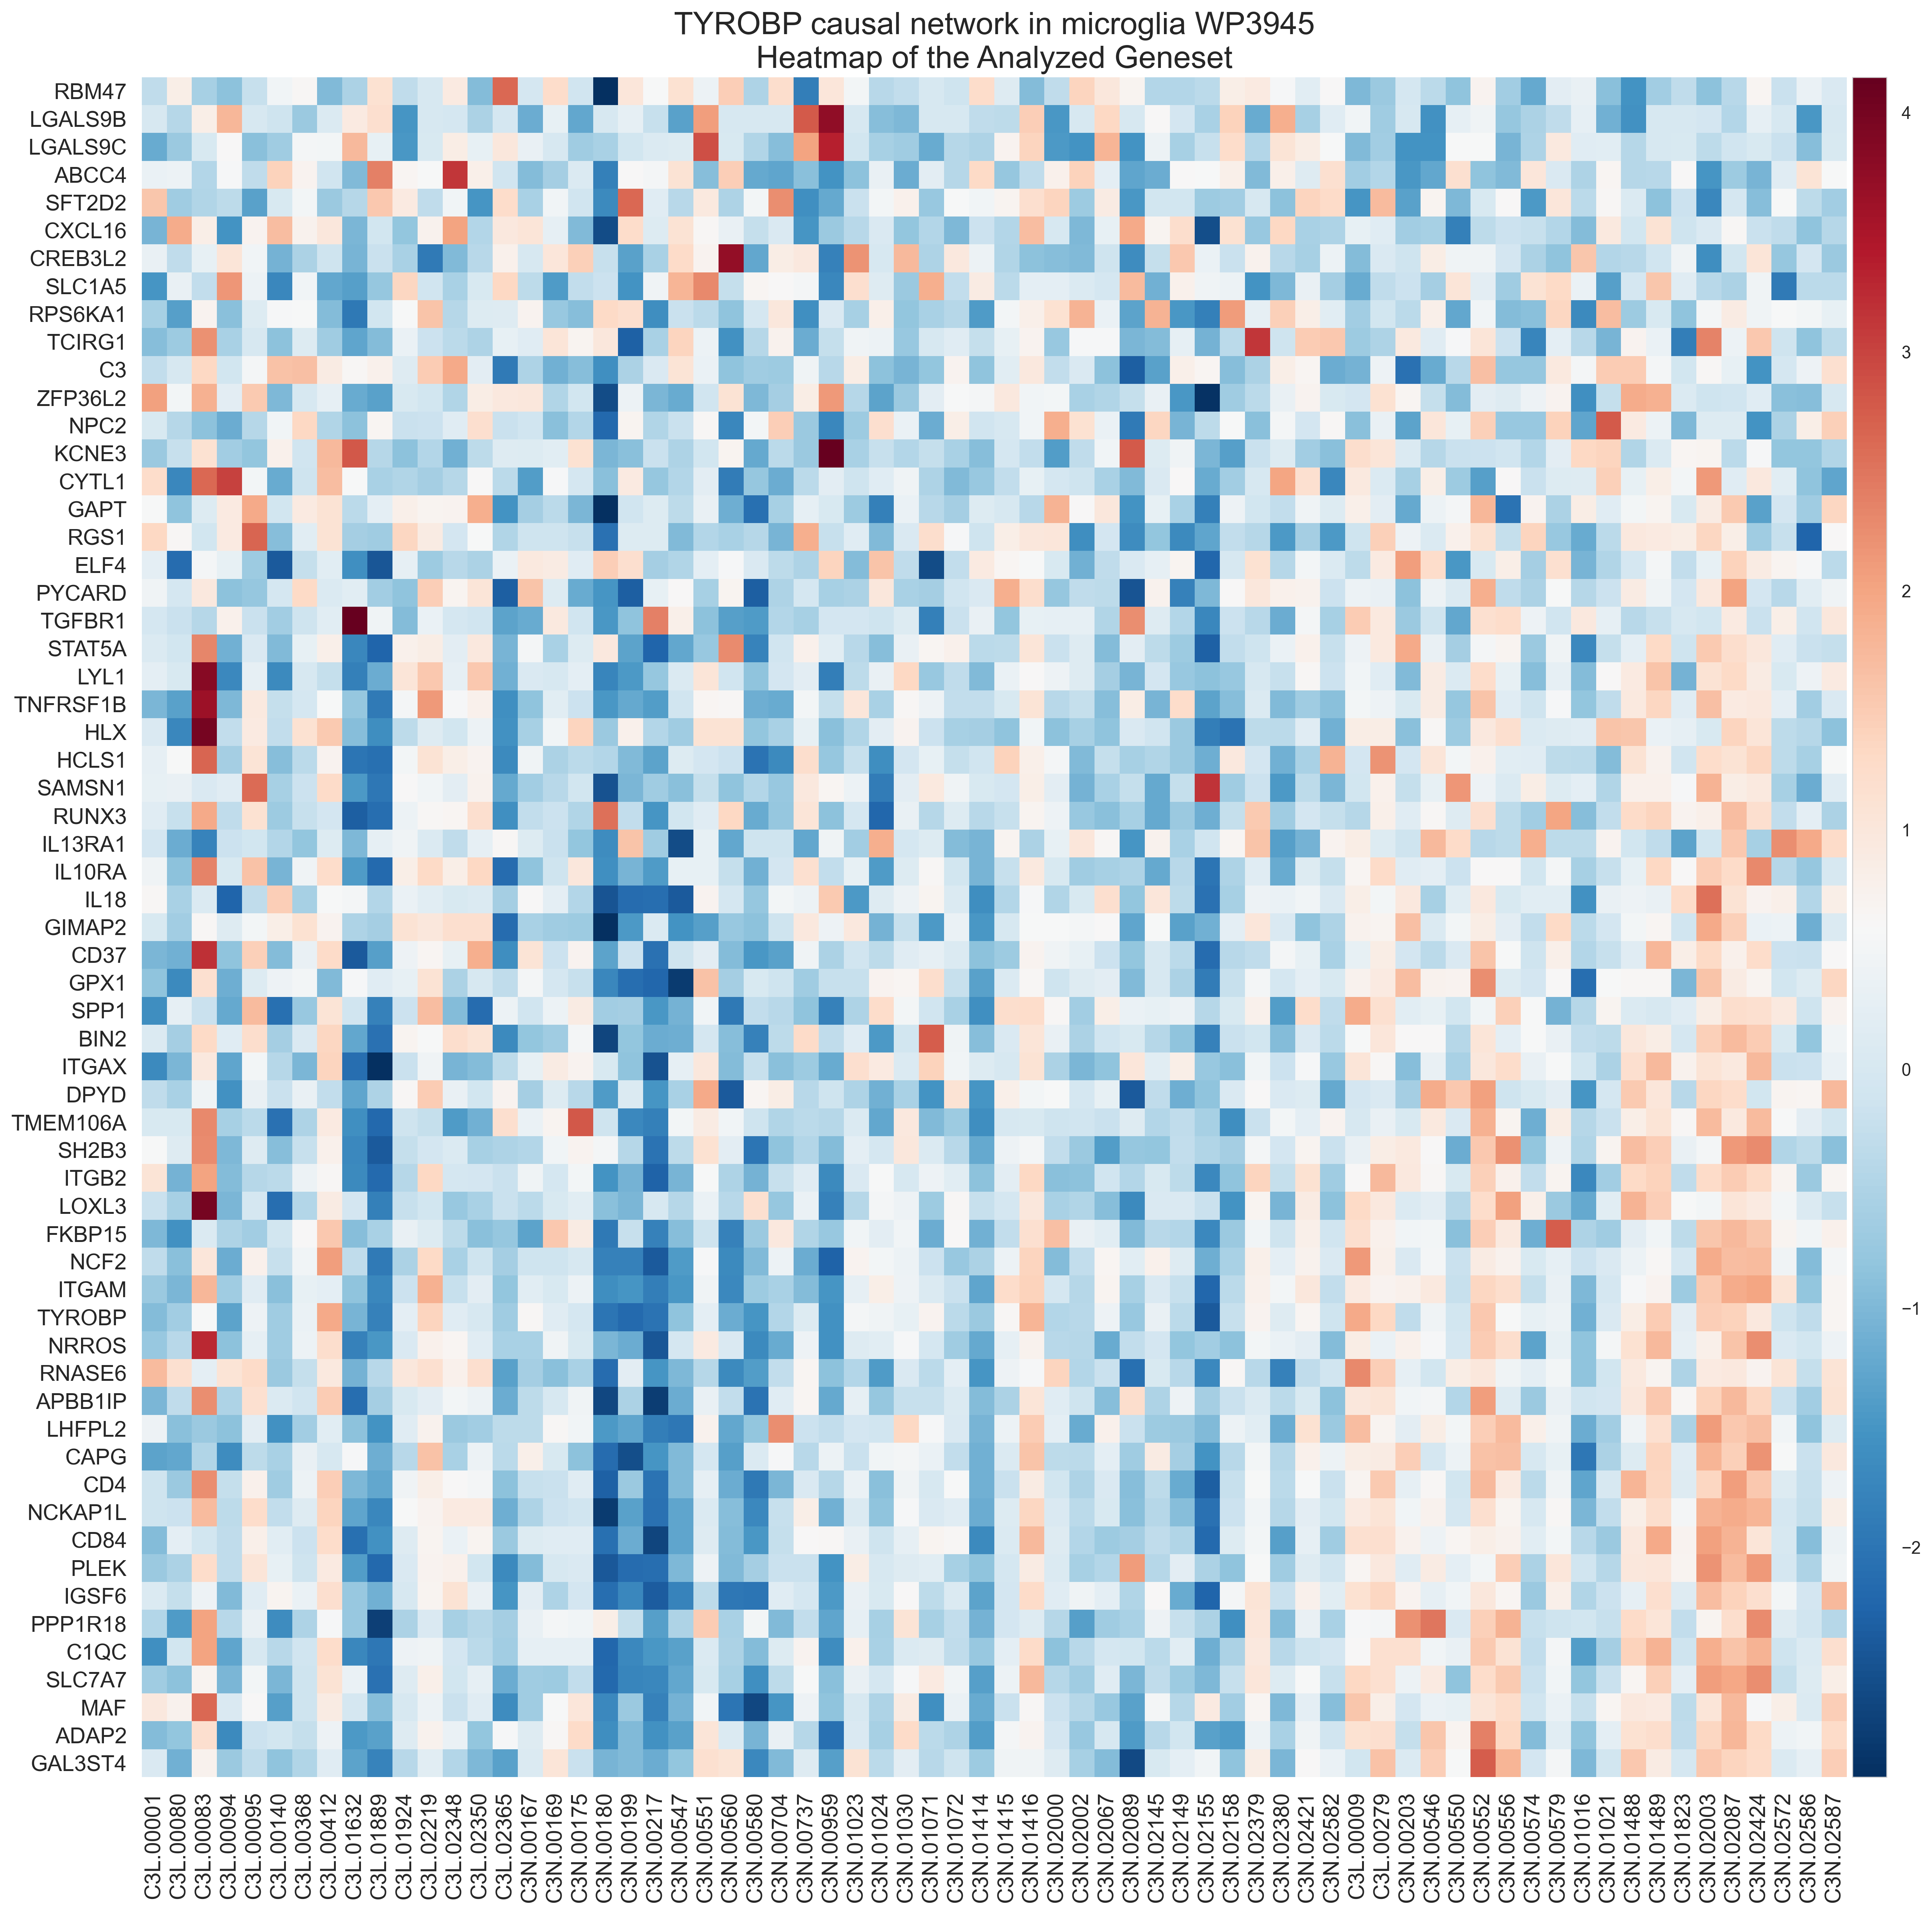 TYROBP causal network in microglia WP3945
Heatmap of the Analyzed Geneset
RBM47
LGALS9B
LGALS9C
ABCC4
SFT2D2
CXCL16
CREB3L2
SLC1A5
RPS6KA1
TCIRG1
C3
ZFP36L2
NPC2
KCNE3
CYTL1
GAPT
RGS1
ELF4
PYCARD
TGFBR1
STAT5A
LYL1
TNFRSF1B
HLX
HCLS1
SAMSN1
RUNX3
IL13RA1
IL10RA
IL18
GIMAP2
CD37
GPX1
SPP1
BIN2
ITGAX
DPYD
TMEM106A
SH2B3
ITGB2
LOXL3
FKBP15
NCF2
ITGAM
TYROBP
NRROS
RNASE6
APBB1IP
LHFPL2
CAPG
CD4
NCKAP1L
CD84
PLEK
IGSF6
PPP1R18
C1QC
SLC7A7
MAF
ADAP2
GAL3ST4
4
3
2
1
0
−1
−2
C3L.00001
C3L.00080
C3L.00083
C3L.00094
C3L.00095
C3L.00140
C3L.00368
C3L.00412
C3L.01632
C3L.01889
C3L.01924
C3L.02219
C3L.02348
C3L.02350
C3L.02365
C3N.00167
C3N.00169
C3N.00175
C3N.00180
C3N.00199
C3N.00217
C3N.00547
C3N.00551
C3N.00560
C3N.00580
C3N.00704
C3N.00737
C3N.00959
C3N.01023
C3N.01024
C3N.01030
C3N.01071
C3N.01072
C3N.01414
C3N.01415
C3N.01416
C3N.02000
C3N.02002
C3N.02067
C3N.02089
C3N.02145
C3N.02149
C3N.02155
C3N.02158
C3N.02379
C3N.02380
C3N.02421
C3N.02582
C3L.00009
C3L.00279
C3N.00203
C3N.00546
C3N.00550
C3N.00552
C3N.00556
C3N.00574
C3N.00579
C3N.01016
C3N.01021
C3N.01488
C3N.01489
C3N.01823
C3N.02003
C3N.02087
C3N.02424
C3N.02572
C3N.02586
C3N.02587